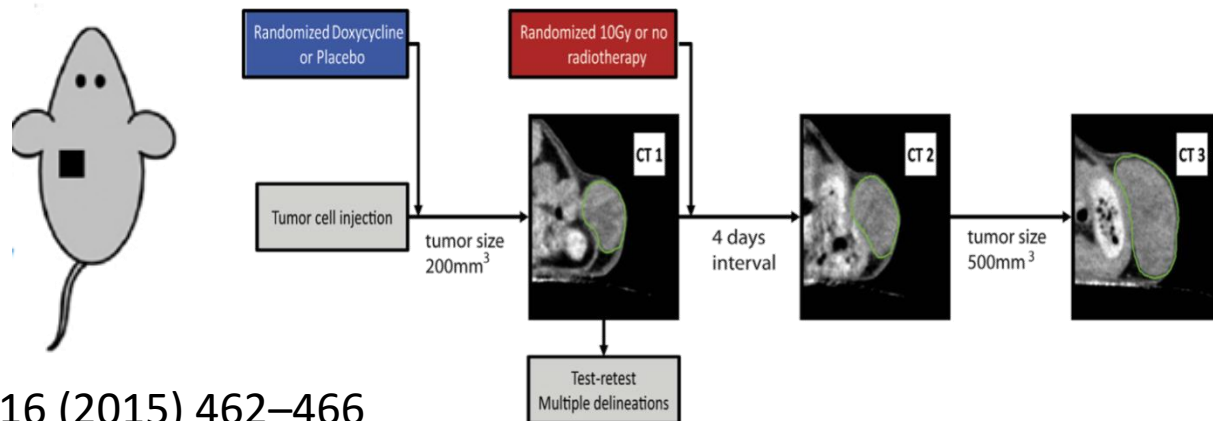 Randomized Doxycycline
or Placebo
Randomized 10Gy or no
radiotherapy
Tumor cell injection
tumor size
200mm³
CT 1
4 days
interval
CT 2
tumor size
500mm³
CT 3
Test-retest
Multiple delineations
16 (2015) 462–466